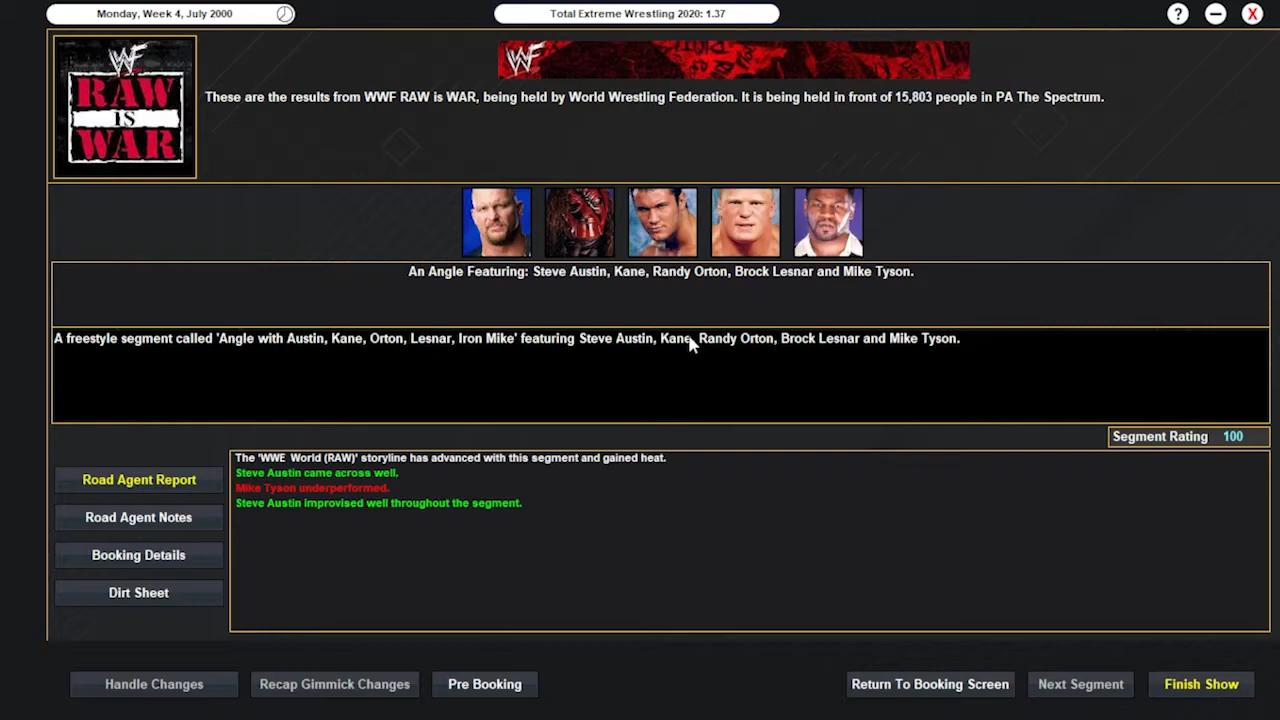 Monday, Week 4, July 2000
Total Extreme Wrestling 2020: 1.37
?
X
WF
RAW
IS
WAR
WF
These are the results from WWF RAW is WAR, being held by World Wrestling Federation. It is being held in front of 15,803 people in PA The Spectrum.
An Angle Featuring: Steve Austin, Kane, Randy Orton, Brock Lesnar and Mike Tyson.
A freestyle segment called 'Angle with Austin, Kane, Orton, Lesnar, Iron Mike' featuring Steve Austin, Kane, Randy Orton, Brock Lesnar and Mike Tyson.
Segment Rating 100
The 'WWE World (RAW)' storyline has advanced with this segment and gained heat.
Steve Austin came across well.
Mike Tyson underperformed.
Steve Austin improvised well throughout the segment.
Road Agent Report
Road Agent Notes
Booking Details
Dirt Sheet
Handle Changes
Recap Gimmick Changes
Pre Booking
Return To Booking Screen
Next Segment
Finish Show